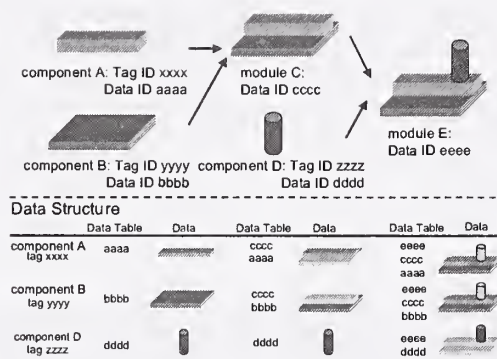 component A: Tag ID xxxx
Data ID aaaa
module C:
Data ID cccc
component B: Tag ID yyyy
Data ID bbbb
component D: Tag ID zzzz
Data ID dddd
module E:
Data ID eeee
Data Structure
Data Table Data Data Table Data Data Table Data
component A
tag xxxx
aaaa
cccc
aaaa
eeee
cccc
aaaa
component B
tag yyyy
bbbb
cccc
bbbb
eeee
cccc
bbbb
component D
tag zzzz
dddd
dddd
eeee
dddd